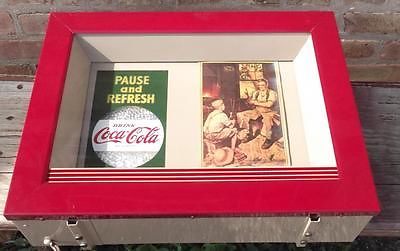 PAUSE
and
REFRESH
DRINK
Coca-Cola